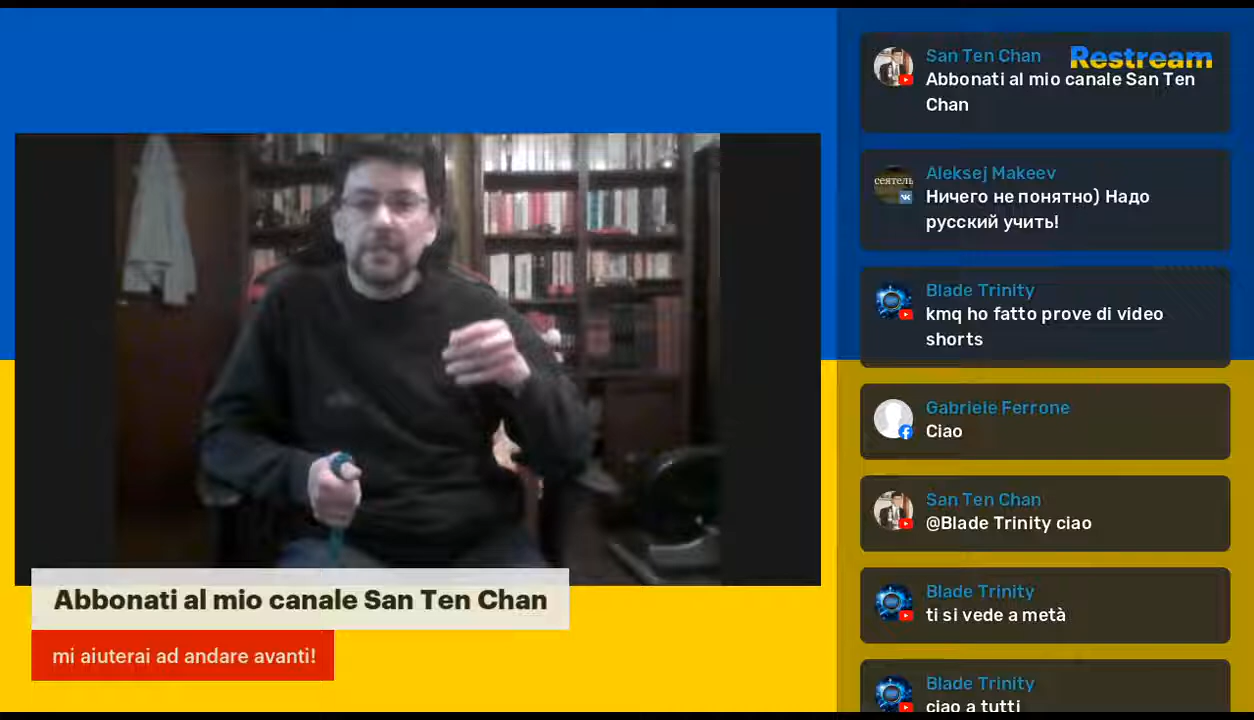 Restream
San Ten Chan
Abbonati al mio canale San Ten
Chan
Aleksej Makeev
сеятель
Ничего не понятно) Надо
русский учить!
Blade Trinity
kmq ho fatto prove di video
shorts
Gabriele Ferrone
Ciao
San Ten Chan
@Blade Trinity ciao
Blade Trinity
ti si vede a metà
Blade Trinity
ciao a tutti
Abbonati al mio canale San Ten Chan
mi aiuterai ad andare avanti!